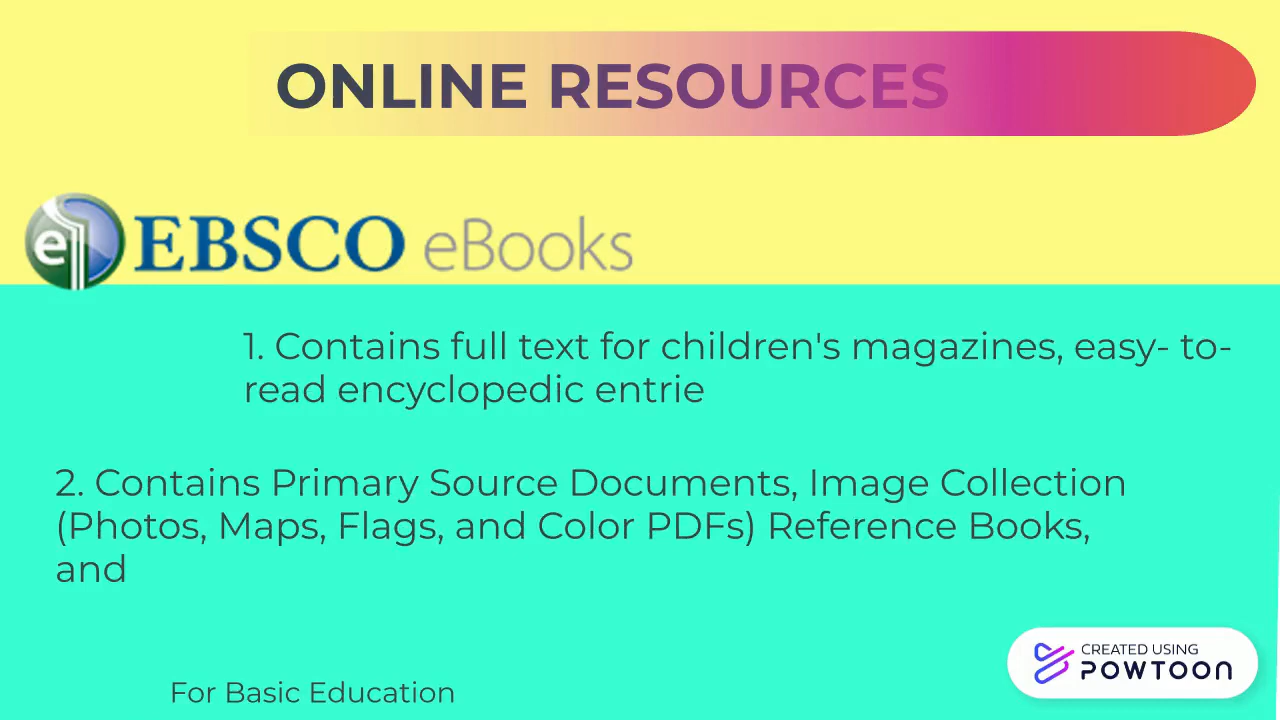 ONLINE RESOURCES
e EBSCO eBooks
1. Contains full text for children's magazines, easy- to-
read encyclopedic entrie
2. Contains Primary Source Documents, Image Collection
(Photos, Maps, Flags, and Color PDFs) Reference Books,
and
For Basic Education
CREATED USING
POWTOON